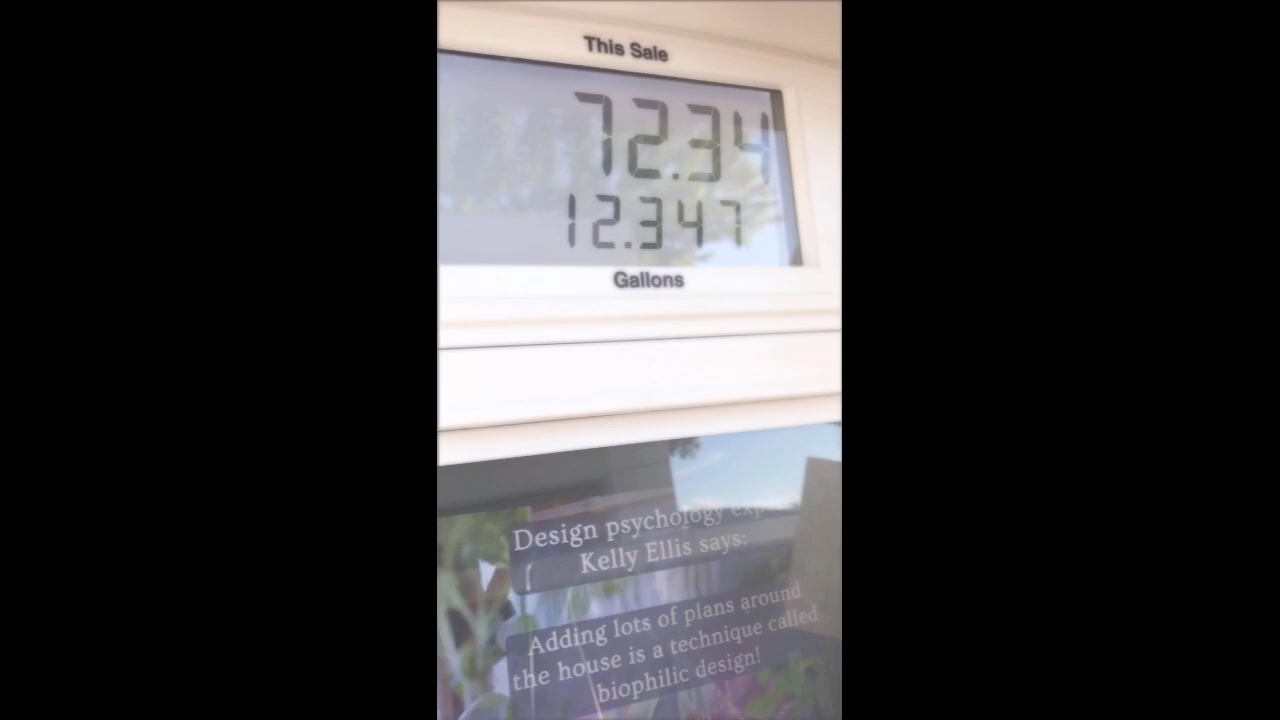 This Sale
72.34
12.347
Gallons
Design psychology
Kelly Ellis says:
Adding lots of plans around
the house is a technique called
biophilic design!